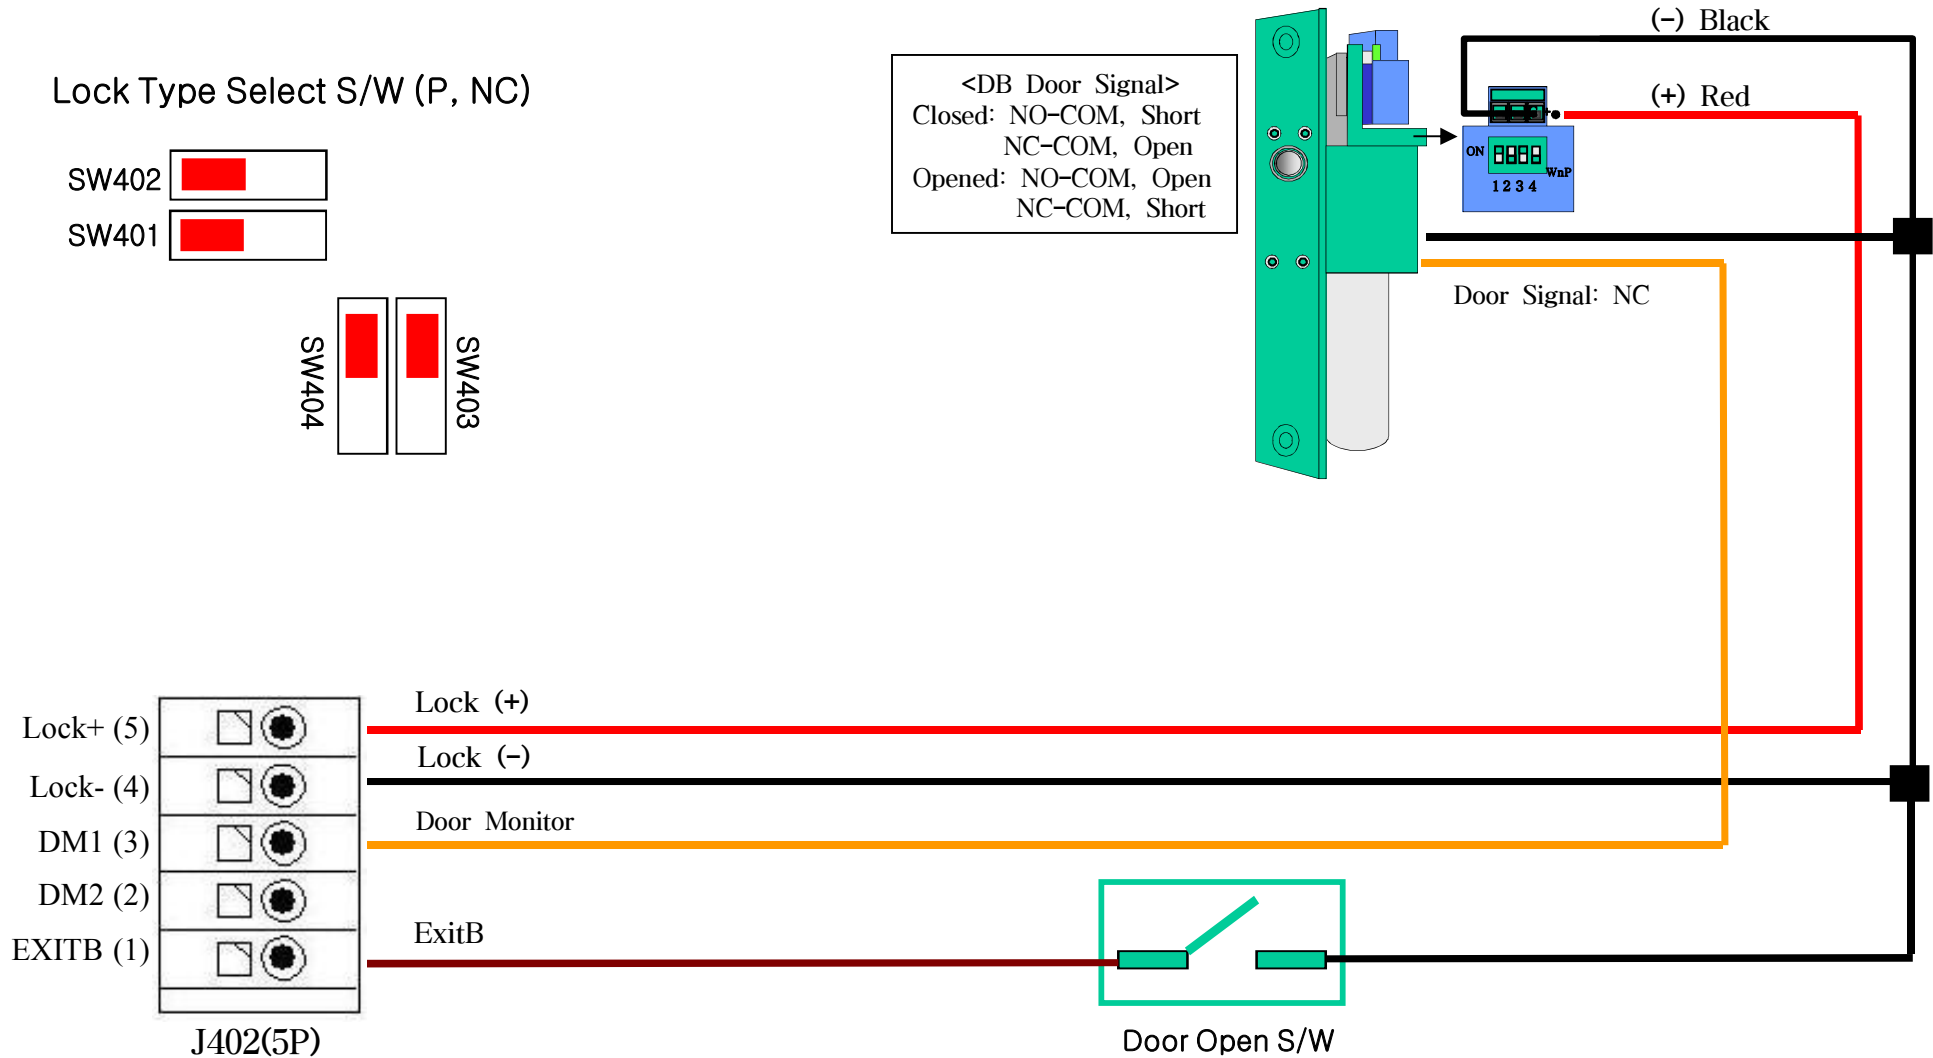 Lock Type Select S/W (P, NC)
SW402
SW401
SW404
SW403
<DB Door Signal>
Closed: NO-COM, Short
NC-COM, Open
Opened: NO-COM, Open
NC-COM, Short
(-) Black
(+) Red
+
ON
WnP
1 2 3 4
Door Signal: NC
Lock+ (5)
Lock (+)
Lock- (4)
Lock (-)
DM1 (3)
Door Monitor
DM2 (2)
EXITB (1)
ExitB
J402(5P)
Door Open S/W